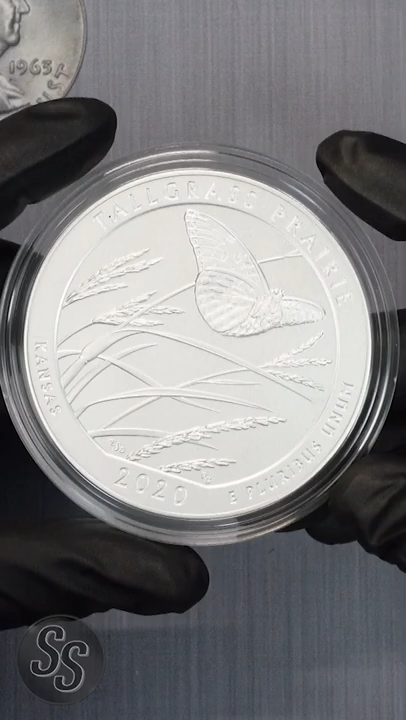 1963
TALLGRASS PRAIRIE
KANSAS
2020
E PLURIBUS UNUM
SS